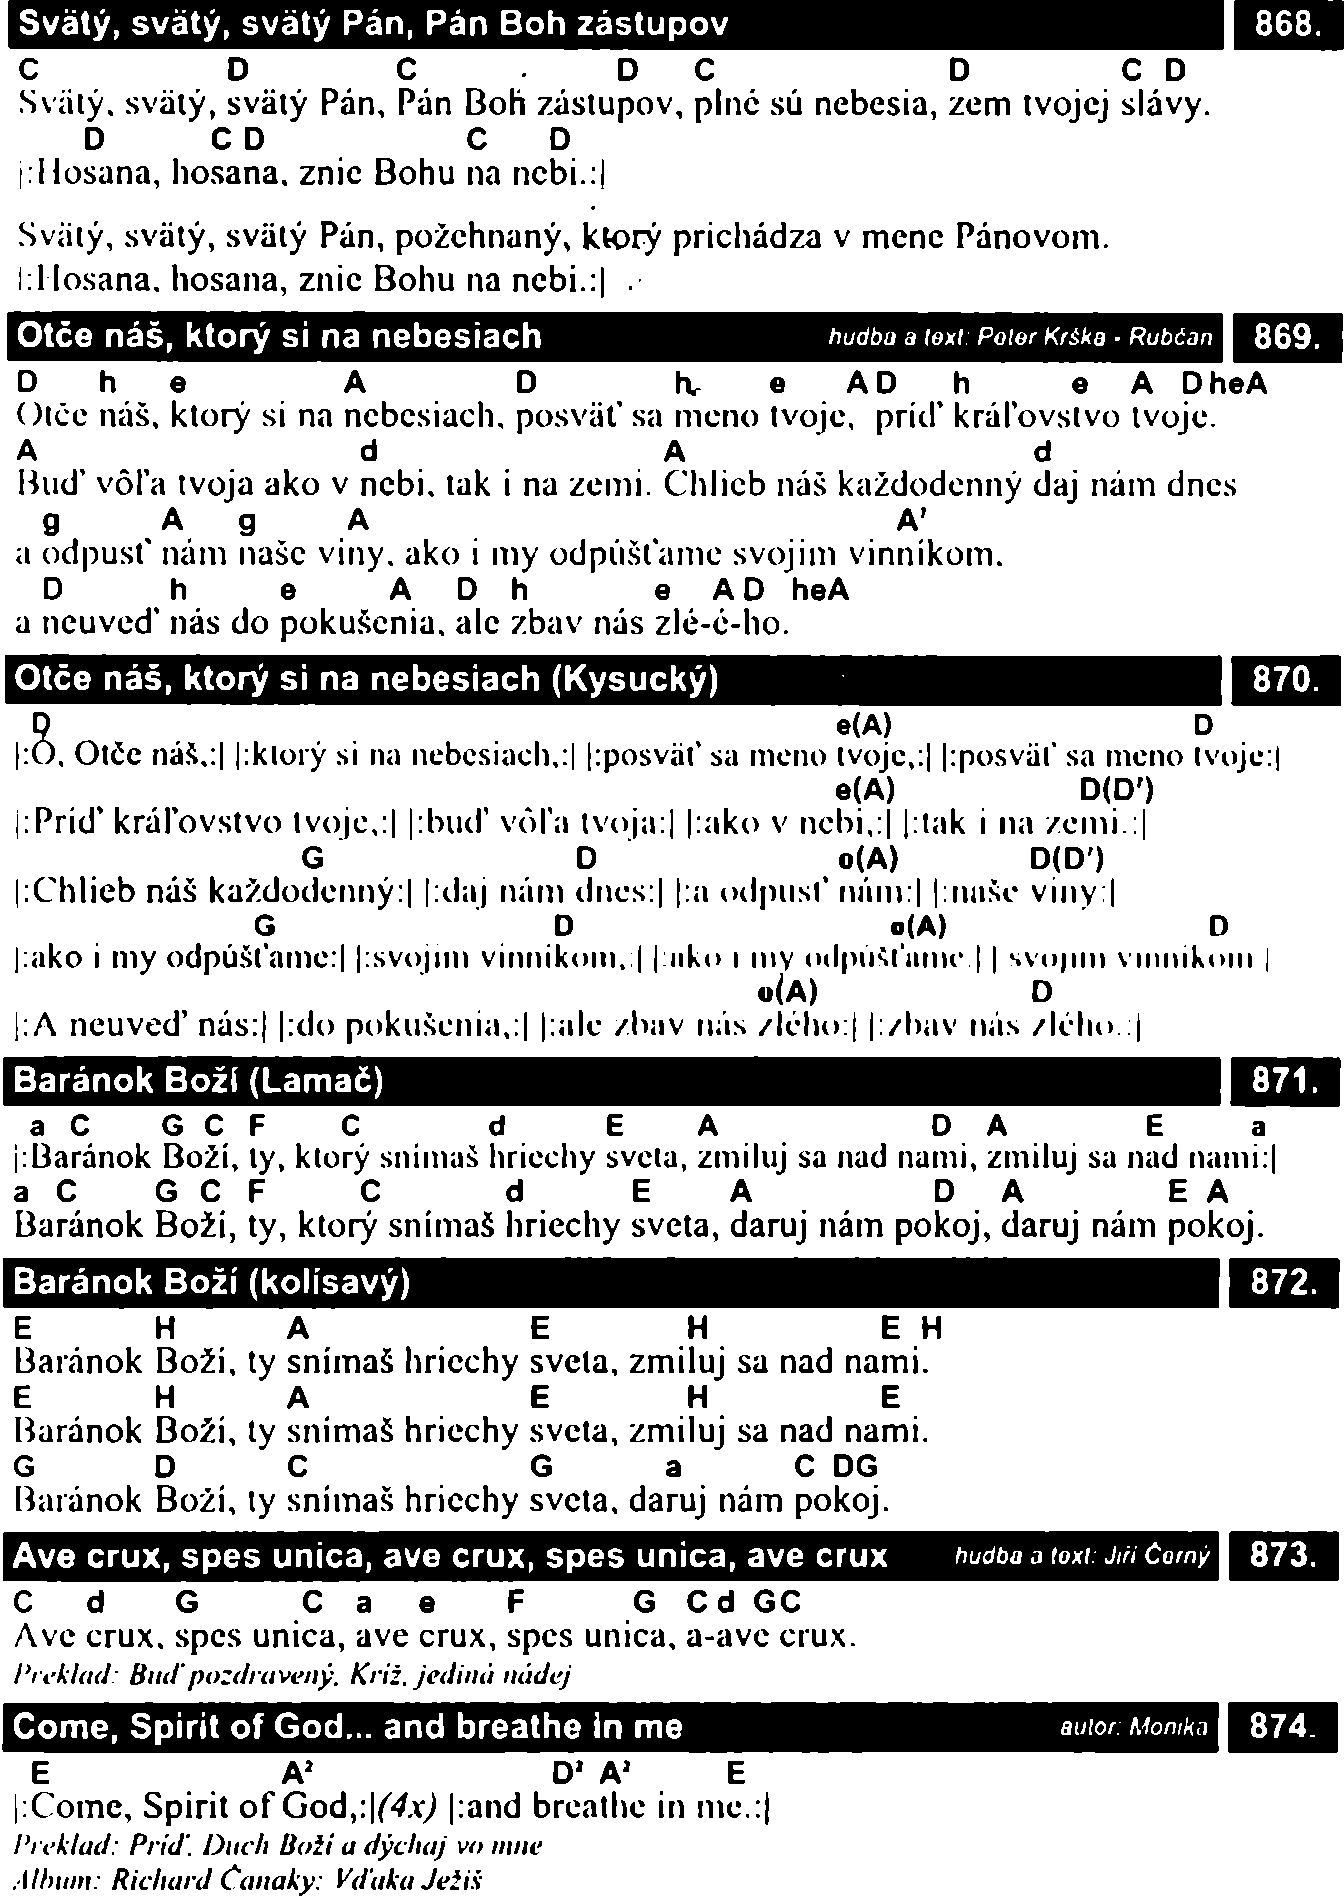 Svätý, svätý, svätý Pán, Pán Boh zástupov 868.
C D C D C D C D
Svätý, svätý, svätý Pán, Pán Boh zástupov, plné sú nebesia, zem tvojej slávy.
D C D C D
|:Hosana, hosana, znie Bohu na nebi.:|
Svätý, svätý, svätý Pán, požehnaný, ktorý prichádza v mene Pánovom.
|:Hosana, hosana, znie Bohu na nebi.:|
Otče náš, ktorý si na nebesiach hudba a text: Peter Krška - Rubčan 869.
D h e A D h e A D h e A D h e A
Otče náš, ktorý si na nebesiach, posväť sa meno tvoje, príď kráľovstvo tvoje.
A d A d
Buď vôľa tvoja ako v nebi, tak i na zemi. Chlieb náš každodenný daj nám dnes
g A g A A7
a odpusť nám naše viny, ako i my odpúšťame svojim vinníkom,
D h e A D h e A D h e A
a neuveď nás do pokušenia, ale zbav nás zlé-é-ho.
Otče náš, ktorý si na nebesiach (Kysucký) 870.
D e(A) D
|:Ó, Otče náš,:| |:ktorý si na nebesiach,:| |:posväť sa meno tvoje,:| |:posväť sa meno tvoje:|
e(A) D(D7)
|:Príď kráľovstvo tvoje,:| |:buď vôľa tvoja:| |:ako v nebi,:| |:tak i na zemi.:|
G D e(A) D(D7)
|:Chlieb náš každodenný:| |:daj nám dnes:| |:a odpusť nám:| |:naše viny:|
G D e(A) D
|:ako i my odpúšťame:| |:svojim vinníkom,:| |:ako i my odpúšťame:| |:svojim vinníkom:|
e(A) D
|:A neuveď nás:| |:do pokušenia,:| |:ale zbav nás zlého:| |:zbav nás zlého.:|
Baránok Boží (Lamač) 871.
a C G C F C d E A D A E a
|:Baránok Boží, ty, ktorý snímaš hriechy sveta, zmiluj sa nad nami, zmiluj sa nad nami:|
a C G C F C d E A D A E A
Baránok Boží, ty, ktorý snímaš hriechy sveta, daruj nám pokoj, daruj nám pokoj.
Baránok Boží (kolísavý) 872.
E H A E H E H
Baránok Boží, ty snímaš hriechy sveta, zmiluj sa nad nami.
E H A E H E
Baránok Boží, ty snímaš hriechy sveta, zmiluj sa nad nami.
G D C G a C DG
Baránok Boží, ty snímaš hriechy sveta, daruj nám pokoj.
Ave crux, spes unica, ave crux, spes unica, ave crux hudba a text: Jiří Černý 873.
C d G C a e F G C d G C
Ave crux, spes unica, ave crux, spes unica, a-ave crux.
Preklad: Buď pozdravený, Kríž, jediná nádej
Come, Spirit of God... and breathe in me autor: Monika 874.
E A2 D2 A2 E
|:Come, Spirit of God,:|(4x) |:and breathe in me.:|
Preklad: Príď, Duch Boží a dýchaj vo mne
Album: Richard Čanaky: Vďaka Ježiš